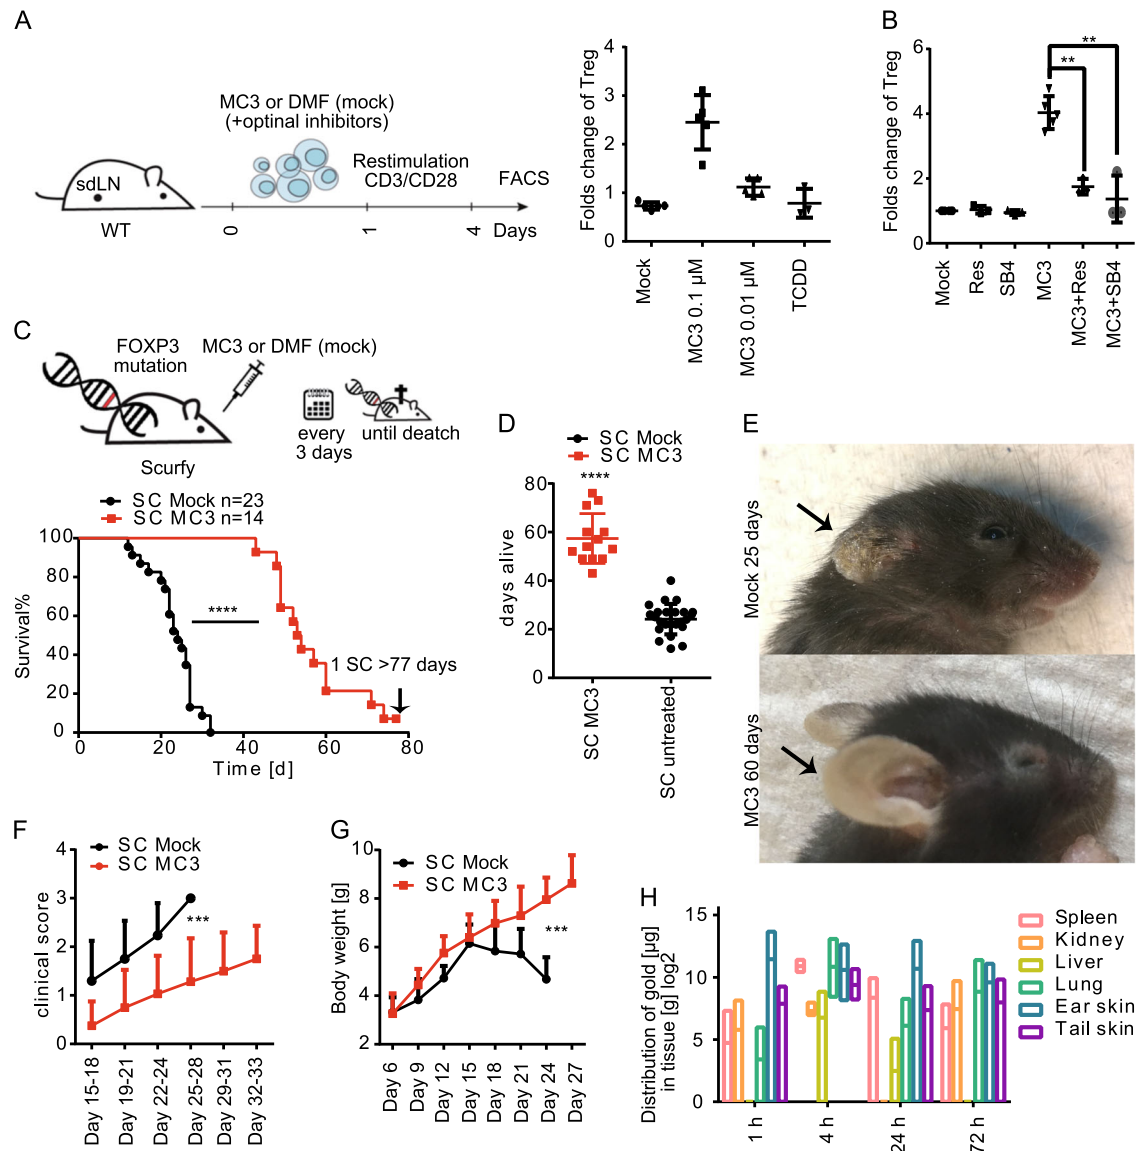 A
MC3 or DMF (mock)
(+optinal inhibitors)
sdLN
WT
Restimulation
CD3/CD28
FACS
0
1
4
Days
Folds change of Treg
4
3
2
1
0
Mock
MC3 0.1 µM
MC3 0.01 µM
TCDD
B
Folds change of Treg
6
4
2
0
**
**
Mock
Res
SB4
MC3
MC3+Res
MC3+SB4
C
FOXP3
mutation
MC3 or DMF (mock)
Scurfy
every
3 days
until deatch
SC Mock n=23
SC MC3 n=14
Survival%
100
80
60
40
20
0
****
1 SC >77 days
0
20
40
60
80
Time [d]
D
SC Mock
SC MC3
****
days alive
80
60
40
20
0
SC MC3
SC untreated
E
Mock 25 days
MC3 60 days
F
SC Mock
SC MC3
clinical score
4
3
2
1
0
***
Day 15-18
Day 19-21
Day 22-24
Day 25-28
Day 29-31
Day 32-33
G
SC Mock
SC MC3
Body weight [g]
10
8
6
4
2
***
Day 6
Day 9
Day 12
Day 15
Day 18
Day 21
Day 24
Day 27
H
Distribution of gold [µg]
in tissue [g] log2
15
10
5
0
1 h
4 h
24 h
72 h
Spleen
Kidney
Liver
Lung
Ear skin
Tail skin